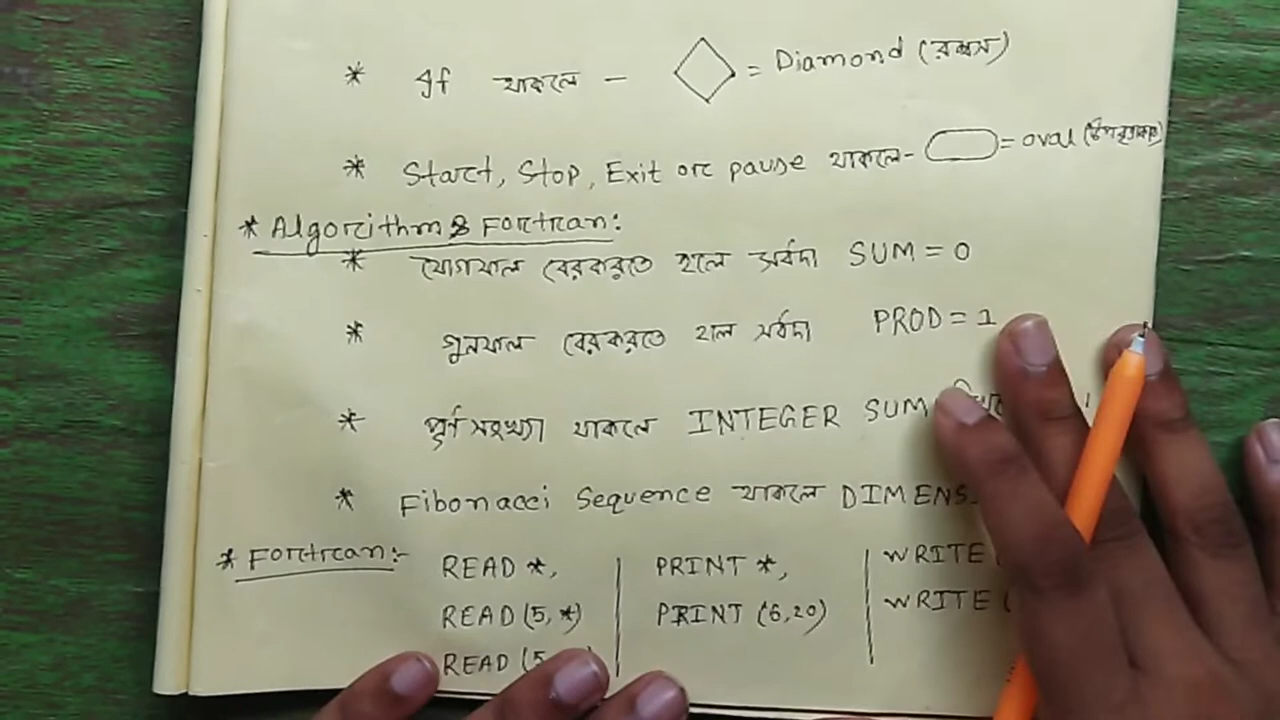 * If থাকলে - = Diamond (রম্বস)
* Start, Stop, Exit or pause থাকলে- = oval (উপবৃত্তাকার)
* Algorithm & Fortran:
* যোগফল বের করতে হলে সর্বদা SUM = 0
* গুনফল বের করতে হলে সর্বদা PROD = 1
* পূর্ণ সংখ্যা থাকলে INTEGER SUM
* Fibonacci Sequence থাকলে
* Fortran:-
READ *, PRINT *, WRITE
READ (5,*) PRINT (6,20) WRITE (
READ (5